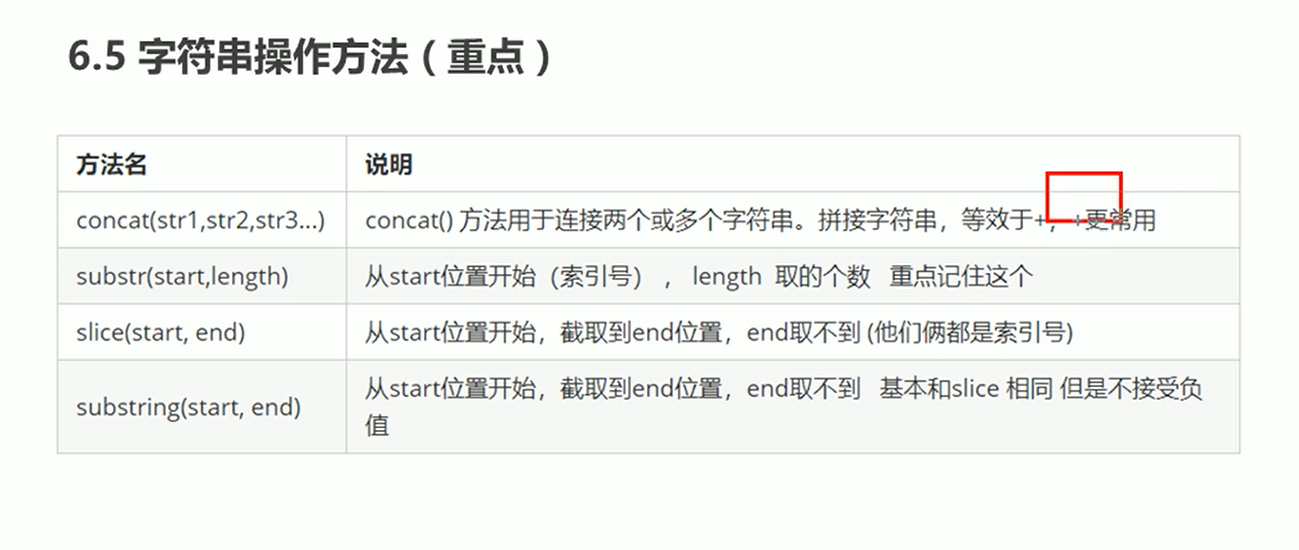 6.5 字符串操作方法（重点）
方法名 说明
concat(str1,str2,str3...) concat() 方法用于连接两个或多个字符串。拼接字符串，等效于+，+更常用
substr(start,length) 从start位置开始（索引号），length 取的个数 重点记住这个
slice(start, end) 从start位置开始，截取到end位置，end取不到 (他们俩都是索引号)
substring(start, end) 从start位置开始，截取到end位置，end取不到 基本和slice 相同 但是不接受负
值